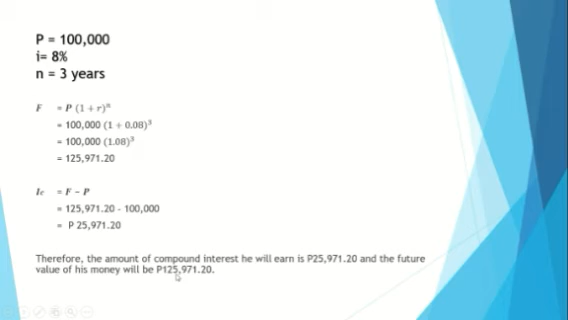 P = 100,000
i= 8%
n = 3 years
F = P (1 + r)ⁿ
= 100,000 (1 + 0.08)³
= 100,000 (1.08)³
= 125,971.20
Ic = F – P
= 125,971.20 - 100,000
= P 25,971.20
Therefore, the amount of compound interest he will earn is P25,971.20 and the future
value of his money will be P125,971.20.